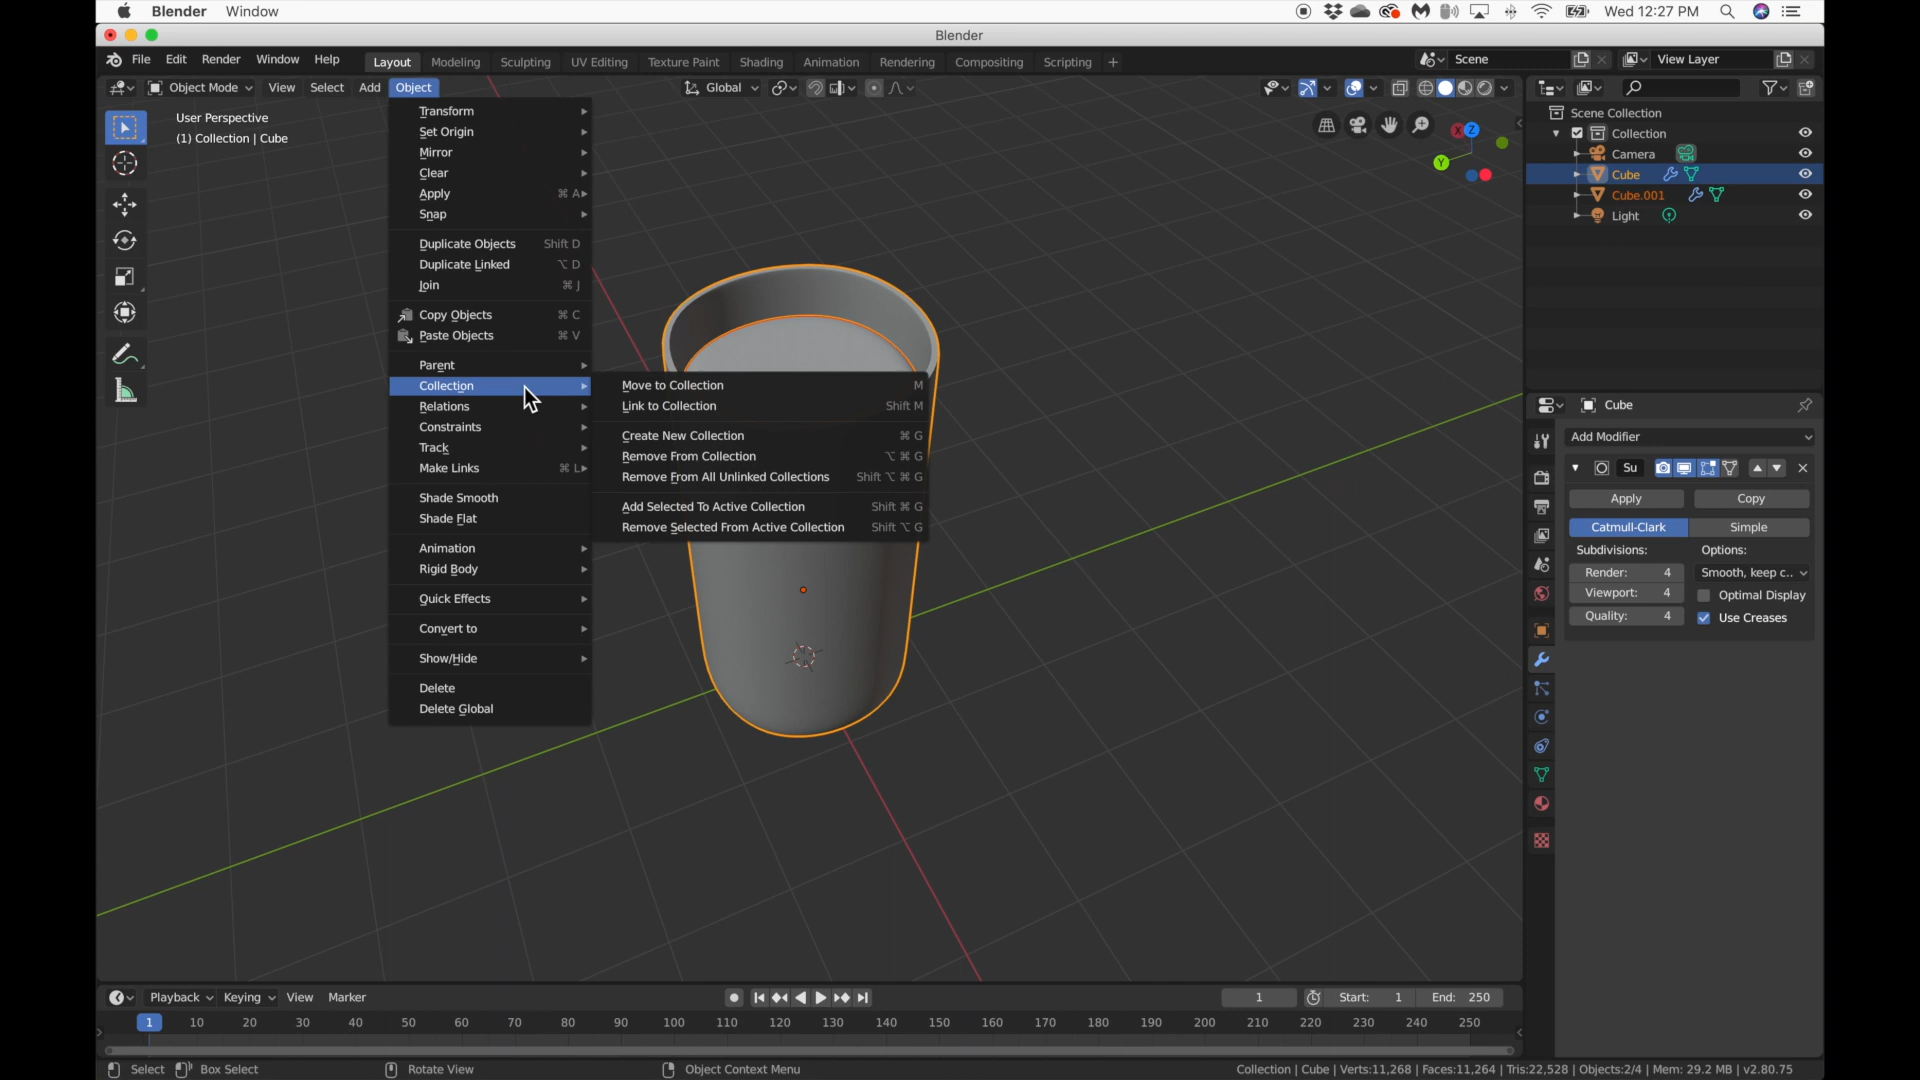 Blender Window
Wed 12:27 PM
Blender
File Edit Render Window Help
Layout Modeling Sculpting UV Editing Texture Paint Shading Animation Rendering Compositing Scripting +
Scene
View Layer
Object Mode View Select Add Object
Global
User Perspective
(1) Collection | Cube
Transform
Set Origin
Mirror
Clear
Apply ⌘ A
Snap
Duplicate Objects Shift D
Duplicate Linked ⌥ D
Join ⌘ J
Copy Objects ⌘ C
Paste Objects ⌘ V
Parent
Collection
Relations
Constraints
Track
Make Links ⌘ L
Shade Smooth
Shade Flat
Animation
Rigid Body
Quick Effects
Convert to
Show/Hide
Delete
Delete Global
Move to Collection M
Link to Collection Shift M
Create New Collection ⌘ G
Remove From Collection ⌥ ⌘ G
Remove From All Unlinked Collections Shift ⌥ ⌘ G
Add Selected To Active Collection Shift ⌘ G
Remove Selected From Active Collection Shift ⌥ G
X Z
Y
Scene Collection
Collection
Camera
Cube
Cube.001
Light
Cube
Add Modifier
Su
Apply Copy
Catmull-Clark Simple
Subdivisions: Options:
Render: 4 Smooth, keep c..
Viewport: 4 Optimal Display
Quality: 4 Use Creases
Playback Keying View Marker
1 Start: 1 End: 250
1 10 20 30 40 50 60 70 80 90 100 110 120 130 140 150 160 170 180 190 200 210 220 230 240 250
Select Box Select Rotate View Object Context Menu
Collection | Cube | Verts:11,268 | Faces:11,264 | Tris:22,528 | Objects:2/4 | Mem: 29.2 MB | v2.80.75